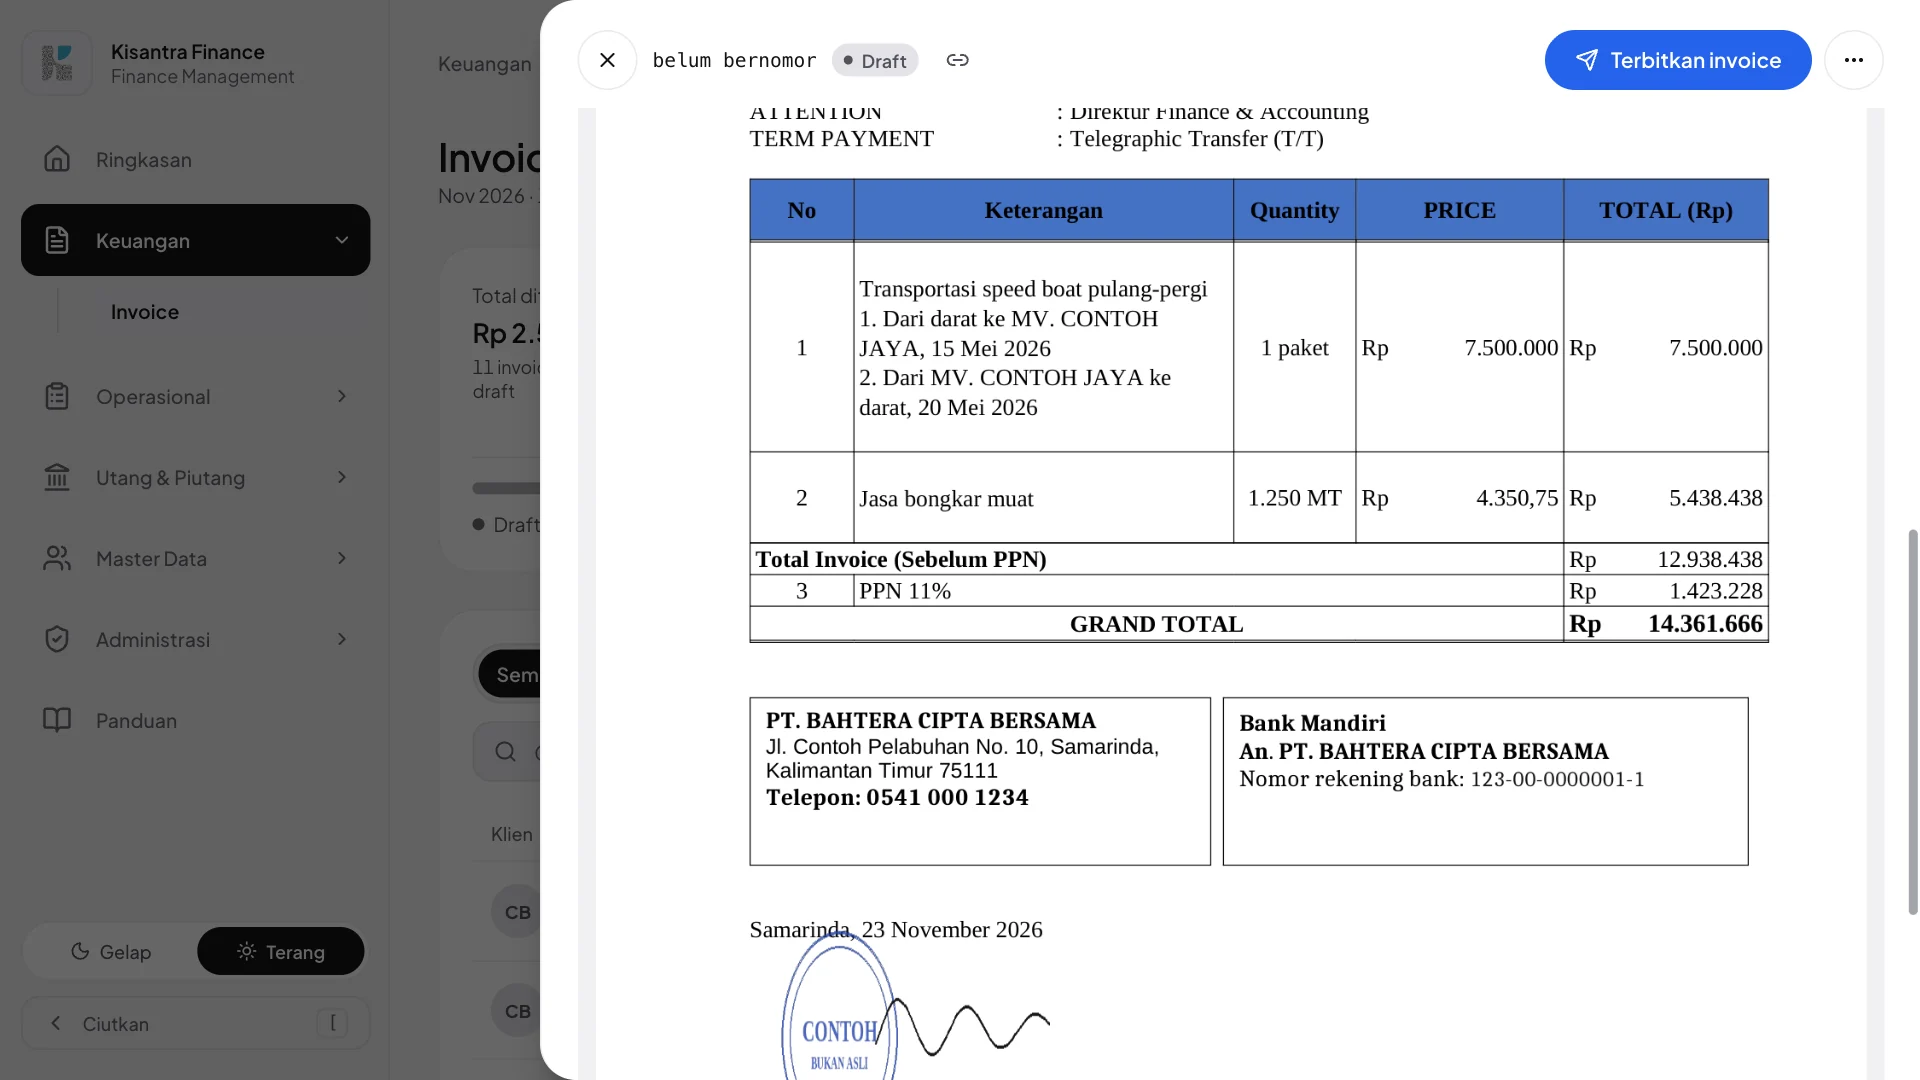 Kisantra Finance
Finance Management
Ringkasan
Keuangan
Invoice
Operasional
Utang & Piutang
Master Data
Administrasi
Panduan
Gelap
Terang
Ciutkan
[
Keuangan
Nov 2026 ·
Total
Rp 2.5
11
draft
Draft
Klien
CB
CB
belum bernomor
Draft
Terbitkan invoice
ATTENTION : Direktur Finance & Accounting
TERM PAYMENT : Telegraphic Transfer (T/T)
No Keterangan Quantity PRICE TOTAL (Rp)
Transportasi speed boat pulang-pergi
1. Dari darat ke MV. CONTOH
JAYA, 15 Mei 2026
1 1 paket Rp 7.500.000 Rp 7.500.000
2. Dari MV. CONTOH JAYA ke
darat, 20 Mei 2026
2 Jasa bongkar muat 1.250 MT Rp 4.350,75 Rp 5.438.438
Total Invoice (Sebelum PPN) Rp 12.938.438
3 PPN 11% Rp 1.423.228
GRAND TOTAL Rp 14.361.666
PT. BAHTERA CIPTA BERSAMA
Jl. Contoh Pelabuhan No. 10, Samarinda,
Kalimantan Timur 75111
Telepon: 0541 000 1234
Bank Mandiri
An. PT. BAHTERA CIPTA BERSAMA
Nomor rekening bank: 123-00-0000001-1
Samarinda, 23 November 2026
CONTOH
BUKAN ASLI